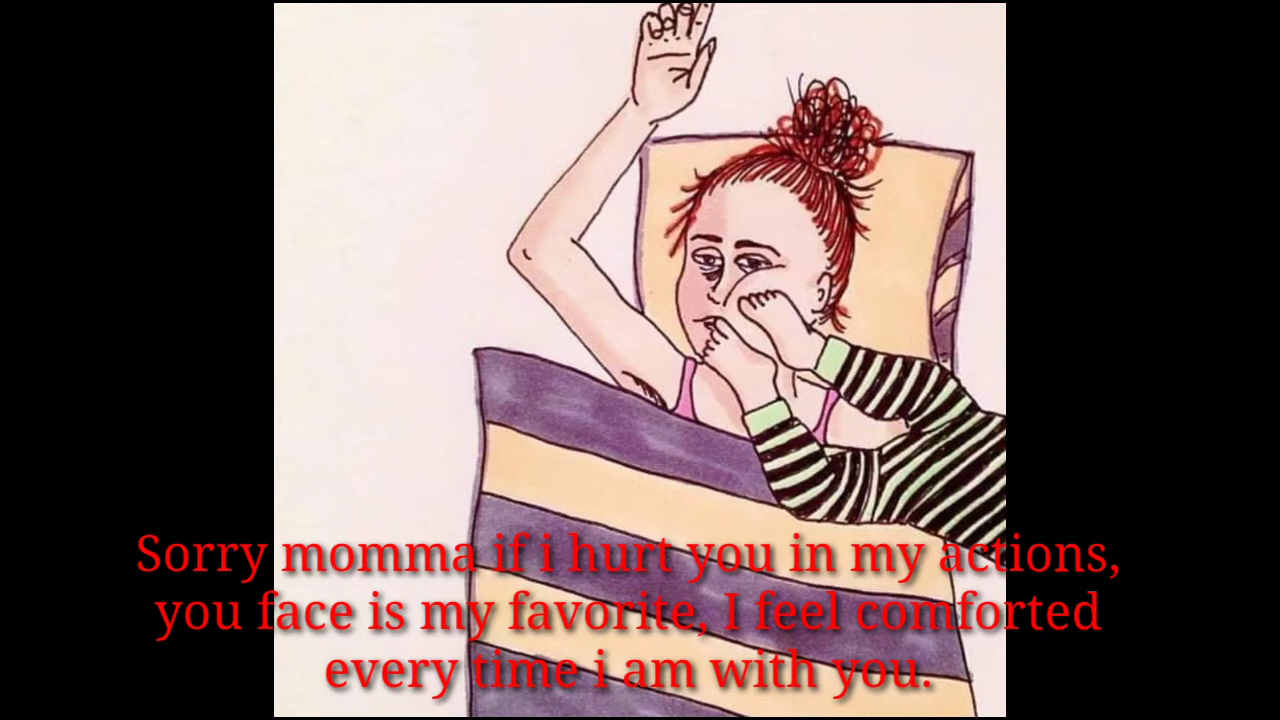 Sorry momma if i hurt you in my actions,
you face is my favorite, I feel comforted
every time i am with you.